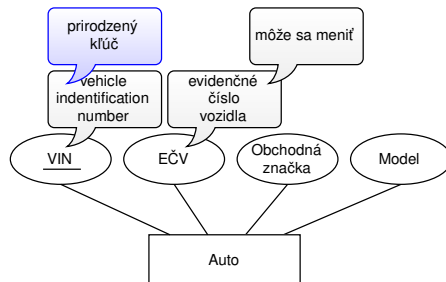 prirodzený
kľúč
môže sa meniť
vehicle
indentification
number
evidenčné
číslo
vozidla
VIN
EČV
Obchodná
značka
Model
Auto